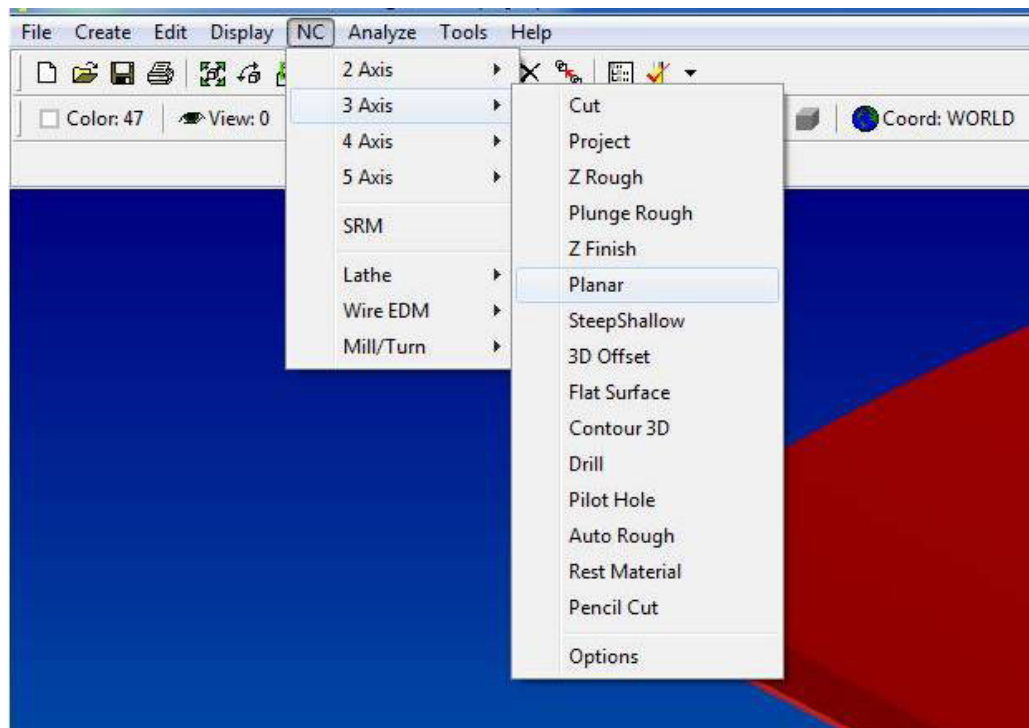 File Create Edit Display NC Analyze Tools Help
Color: 47 View: 0 Coord: WORLD
2 Axis
3 Axis
4 Axis
5 Axis
SRM
Lathe
Wire EDM
Mill/Turn
Cut
Project
Z Rough
Plunge Rough
Z Finish
Planar
SteepShallow
3D Offset
Flat Surface
Contour 3D
Drill
Pilot Hole
Auto Rough
Rest Material
Pencil Cut
Options